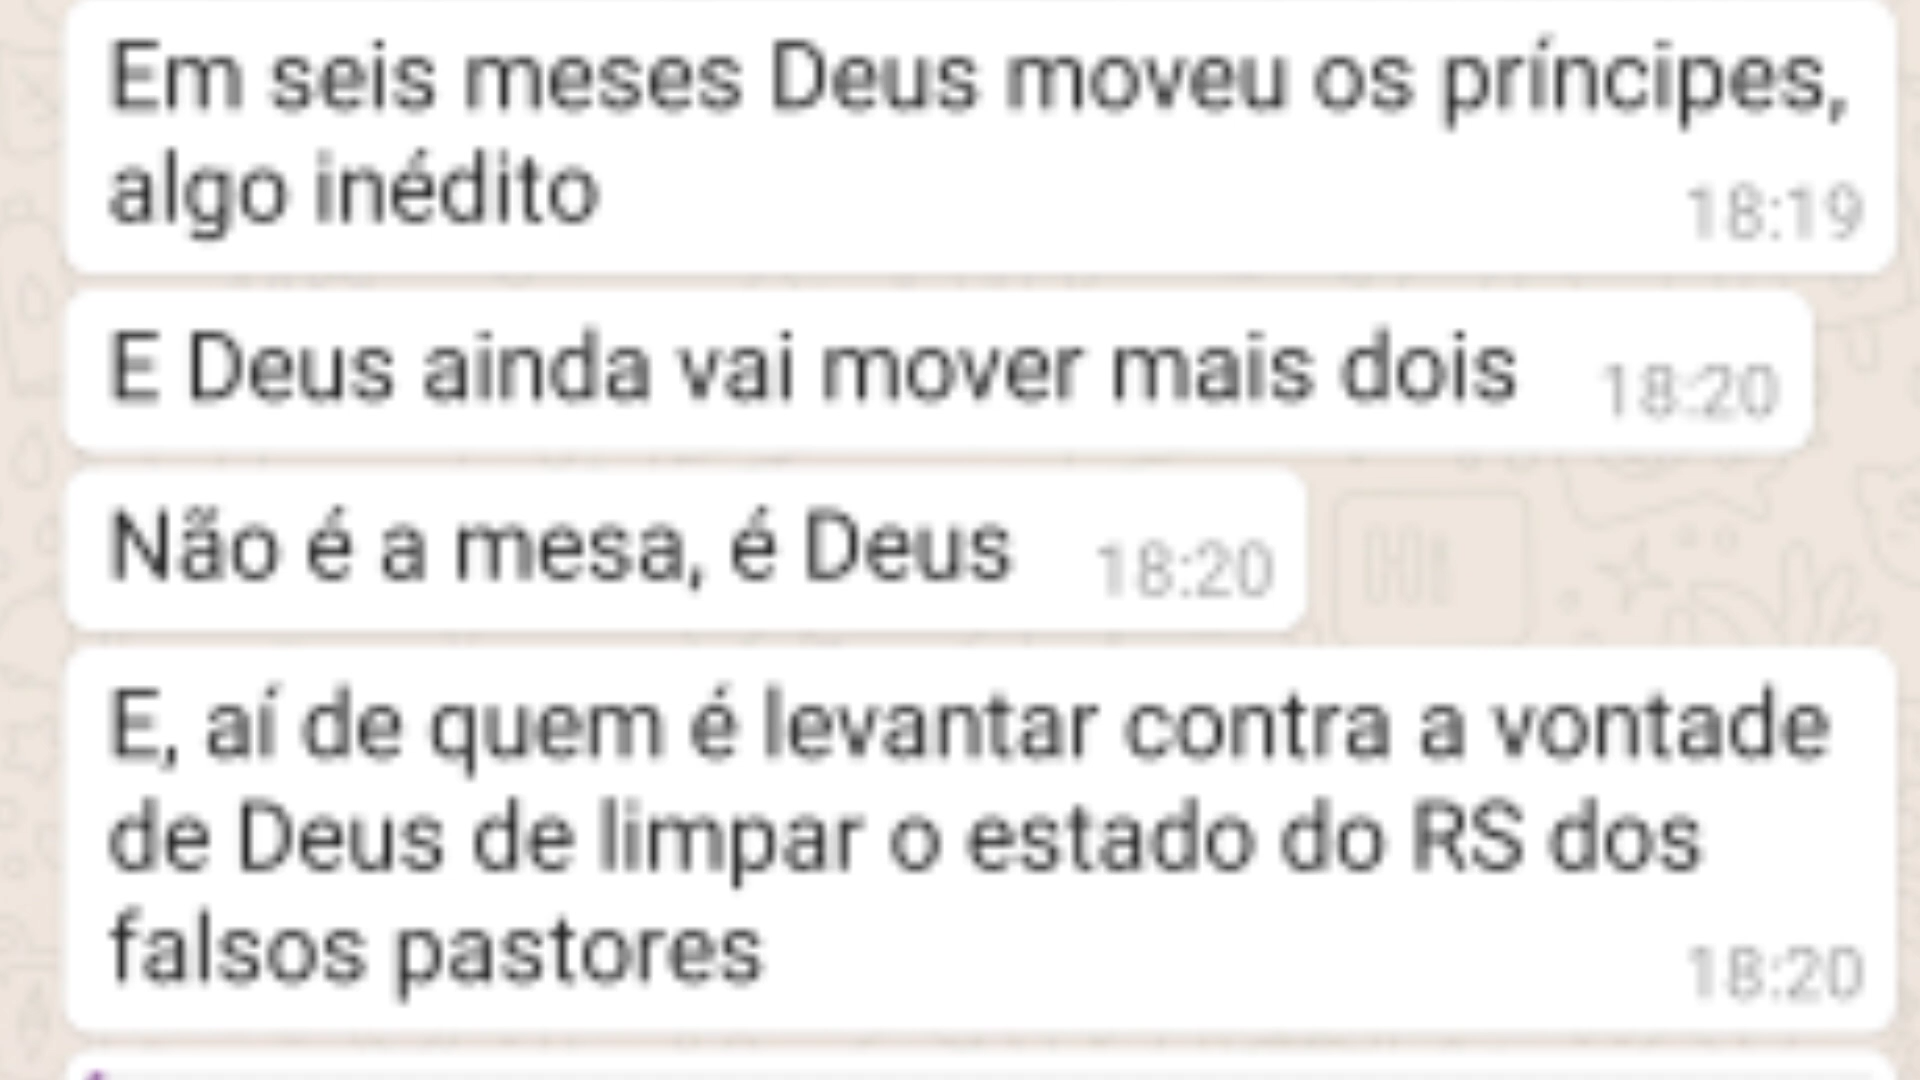 Em seis meses Deus moveu os príncipes,
algo inédito
18:19
E Deus ainda vai mover mais dois 18:20
Não é a mesa, é Deus 18:20
E, aí de quem é levantar contra a vontade
de Deus de limpar o estado do RS dos
falsos pastores
18:20